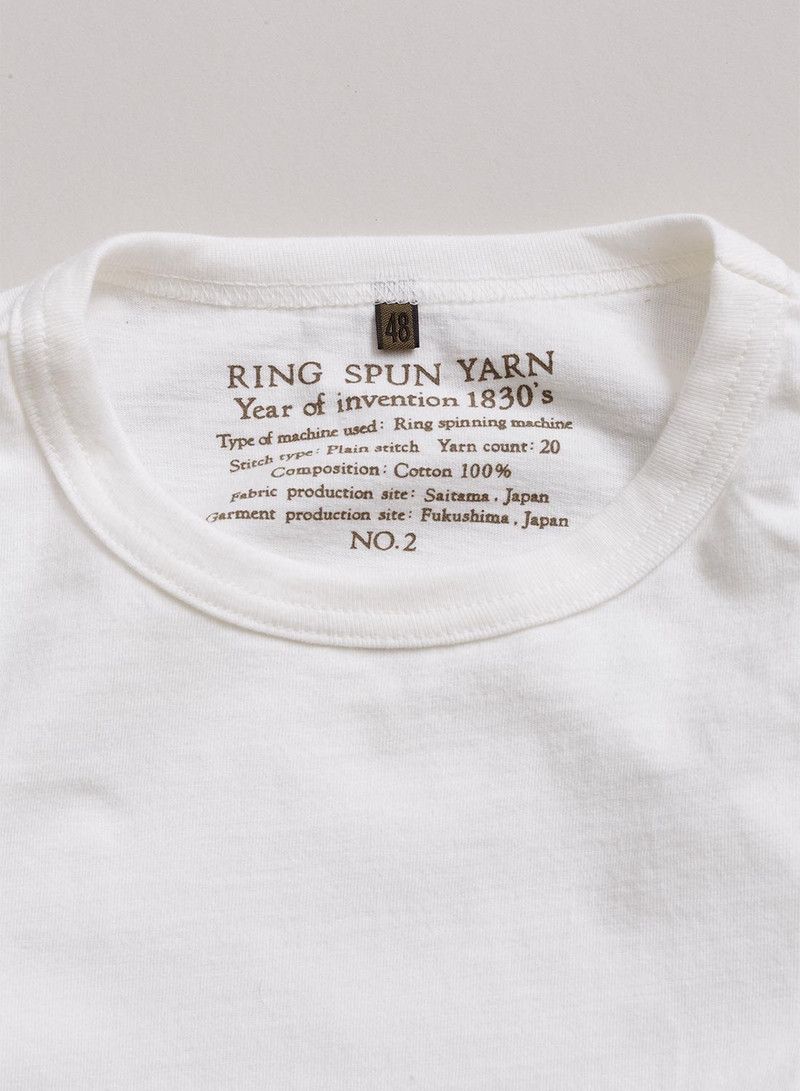 48
RING SPUN YARN
Year of invention 1830's
Type of machine used: Ring spinning machine
Stitch type: Plain stitch Yarn count: 20
Composition: Cotton 100%
Fabric production site: Saitama, Japan
Garment production site: Fukushima, Japan
NO.2